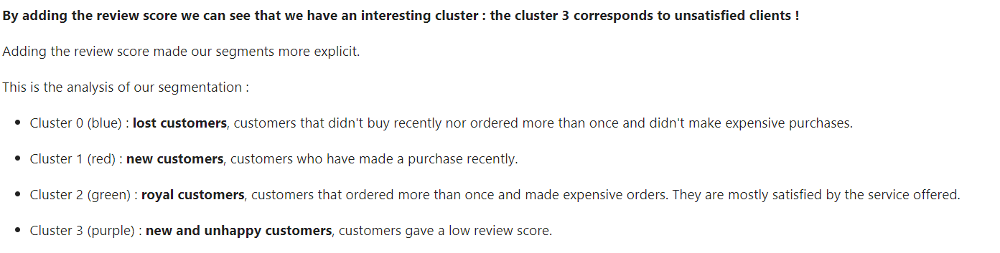 By adding the review score we can see that we have an interesting cluster : the cluster 3 corresponds to unsatisfied clients !
Adding the review score made our segments more explicit.
This is the analysis of our segmentation :
• Cluster 0 (blue) : lost customers, customers that didn't buy recently nor ordered more than once and didn't make expensive purchases.
• Cluster 1 (red) : new customers, customers who have made a purchase recently.
• Cluster 2 (green) : royal customers, customers that ordered more than once and made expensive orders. They are mostly satisfied by the service offered.
• Cluster 3 (purple) : new and unhappy customers, customers gave a low review score.